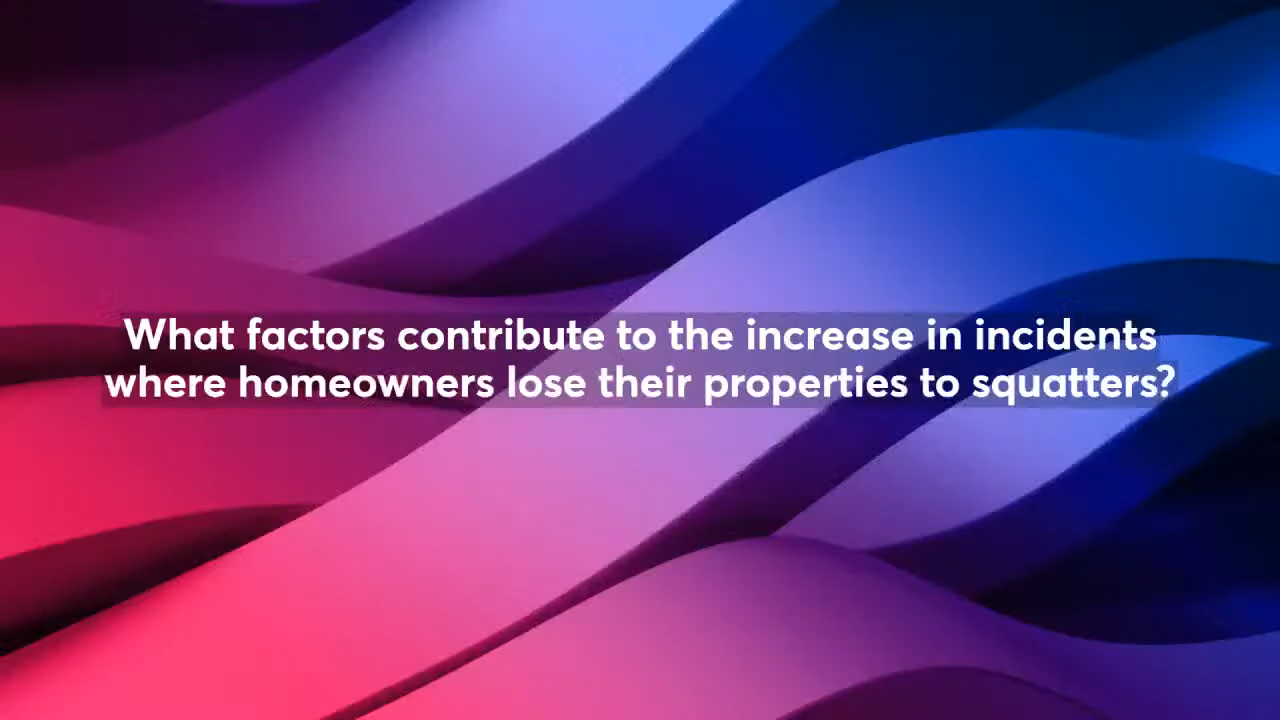 What factors contribute to the increase in incidents
where homeowners lose their properties to squatters?